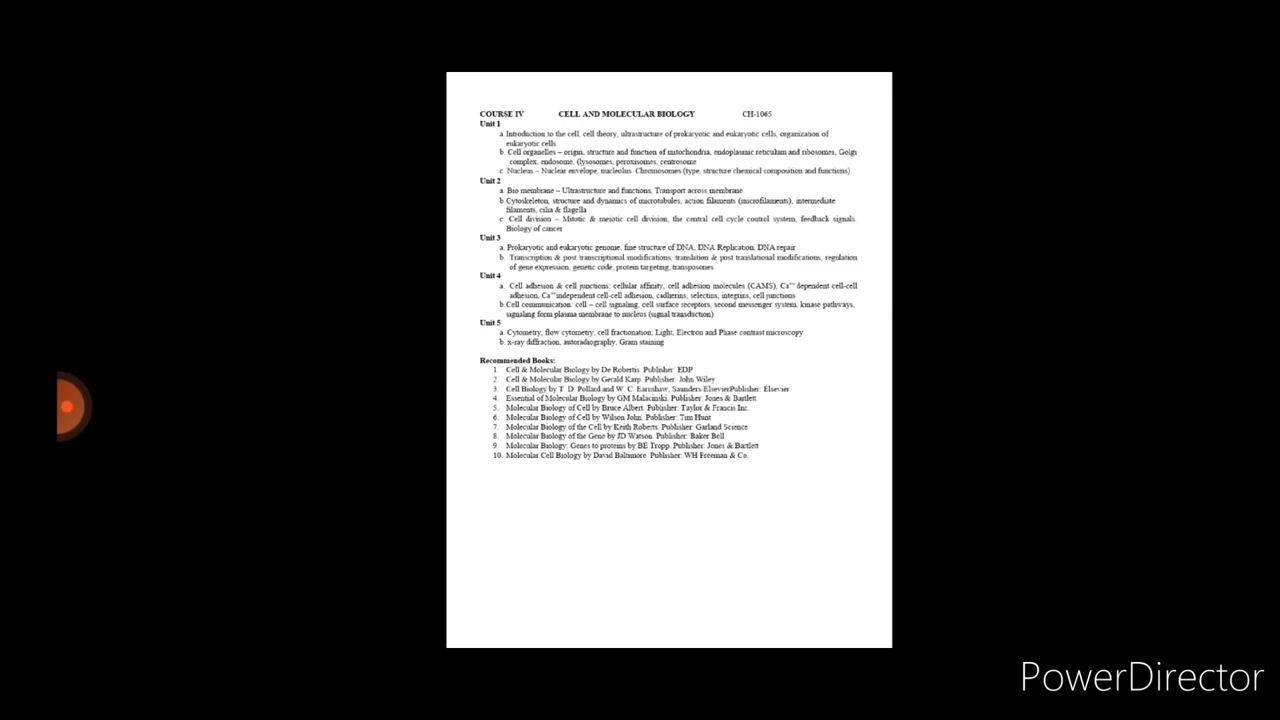 COURSE IV CELL AND MOLECULAR BIOLOGY CH-1065
Unit 1
a. Introduction to the cell, cell theory, ultrastructure of prokaryotic and eukaryotic cells, organization of
eukaryotic cells
b. Cell organelles – origin, structure and function of mitochondria, endoplasmic reticulum and ribosomes, Golgi
complex, endosome, (lysosomes, peroxisomes, centrosome
c. Nucleus – Nuclear envelope, nucleolus. Chromosomes (type, structure chemical composition and functions)
Unit 2
a. Bio membrane – Ultrastructure and functions, Transport across membrane
b. Cytoskeleton, structure and dynamics of microtubules, action filaments (microfilaments), intermediate
filaments, cilia & flagella
c. Cell division – Mitotic & meiotic cell division, the central cell cycle control system, feedback signals.
Biology of cancer
Unit 3
a. Prokaryotic and eukaryotic genome, fine structure of DNA, DNA Replication, DNA repair
b. Transcription & post transcriptional modifications, translation & post translational modifications, regulation
of gene expression, genetic code, protein targeting, transposones
Unit 4
a. Cell adhesion & cell junctions: cellular affinity, cell adhesion molecules (CAMS), Ca++ dependent cell-cell
adhesion, Ca++independent cell-cell adhesion, cadherins, selectins, integrins, cell junctions
b. Cell communication: cell – cell signaling, cell surface receptors, second messenger system, kinase pathways,
signaling form plasma membrane to nucleus (signal transduction)
Unit 5
a. Cytometry, flow cytometry, cell fractionation; Light, Electron and Phase contrast microscopy
b. x-ray diffraction, autoradiography, Gram staining
Recommended Books:
1. Cell & Molecular Biology by De Robertis. Publisher: EDP
2. Cell & Molecular Biology by Gerald Karp. Publisher: John Wiley
3. Cell Biology by T. D. Pollard and W. C. Earnshaw, Saunders-ElsevierPublisher: Elsevier
4. Essential of Molecular Biology by GM Malacinski. Publisher: Jones & Bartlett
5. Molecular Biology of Cell by Bruce Albert. Publisher: Taylor & Francis Inc.
6. Molecular Biology of Cell by Wilson John. Publisher: Tim Hunt
7. Molecular Biology of the Cell by Keith Roberts. Publisher: Garland Science
8. Molecular Biology of the Gene by JD Watson. Publisher: Baker Bell
9. Molecular Biology: Genes to proteins by BE Tropp. Publisher: Jones & Bartlett
10. Molecular Cell Biology by David Baltimore. Publisher: WH Freeman & Co.
PowerDirector